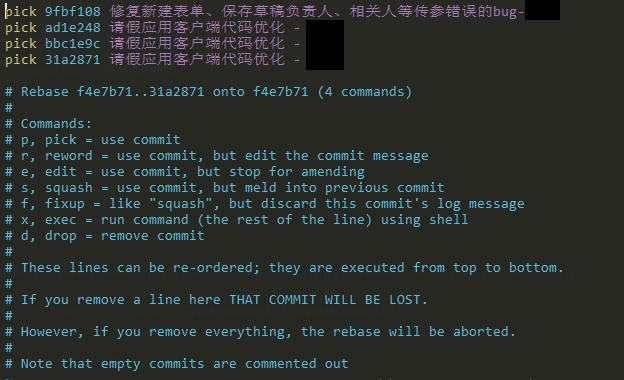 pick 9fbf108 修复新建表单、保存草稿负责人、相关人等传参错误的bug-
pick ad1e248 请假应用客户端代码优化 -
pick bbc1e9c 请假应用客户端代码优化 -
pick 31a2871 请假应用客户端代码优化 -
# Rebase f4e7b71..31a2871 onto f4e7b71 (4 commands)
#
# Commands:
# p, pick = use commit
# r, reword = use commit, but edit the commit message
# e, edit = use commit, but stop for amending
# s, squash = use commit, but meld into previous commit
# f, fixup = like "squash", but discard this commit's log message
# x, exec = run command (the rest of the line) using shell
# d, drop = remove commit
#
# These lines can be re-ordered; they are executed from top to bottom.
#
# If you remove a line here THAT COMMIT WILL BE LOST.
#
# However, if you remove everything, the rebase will be aborted.
#
# Note that empty commits are commented out